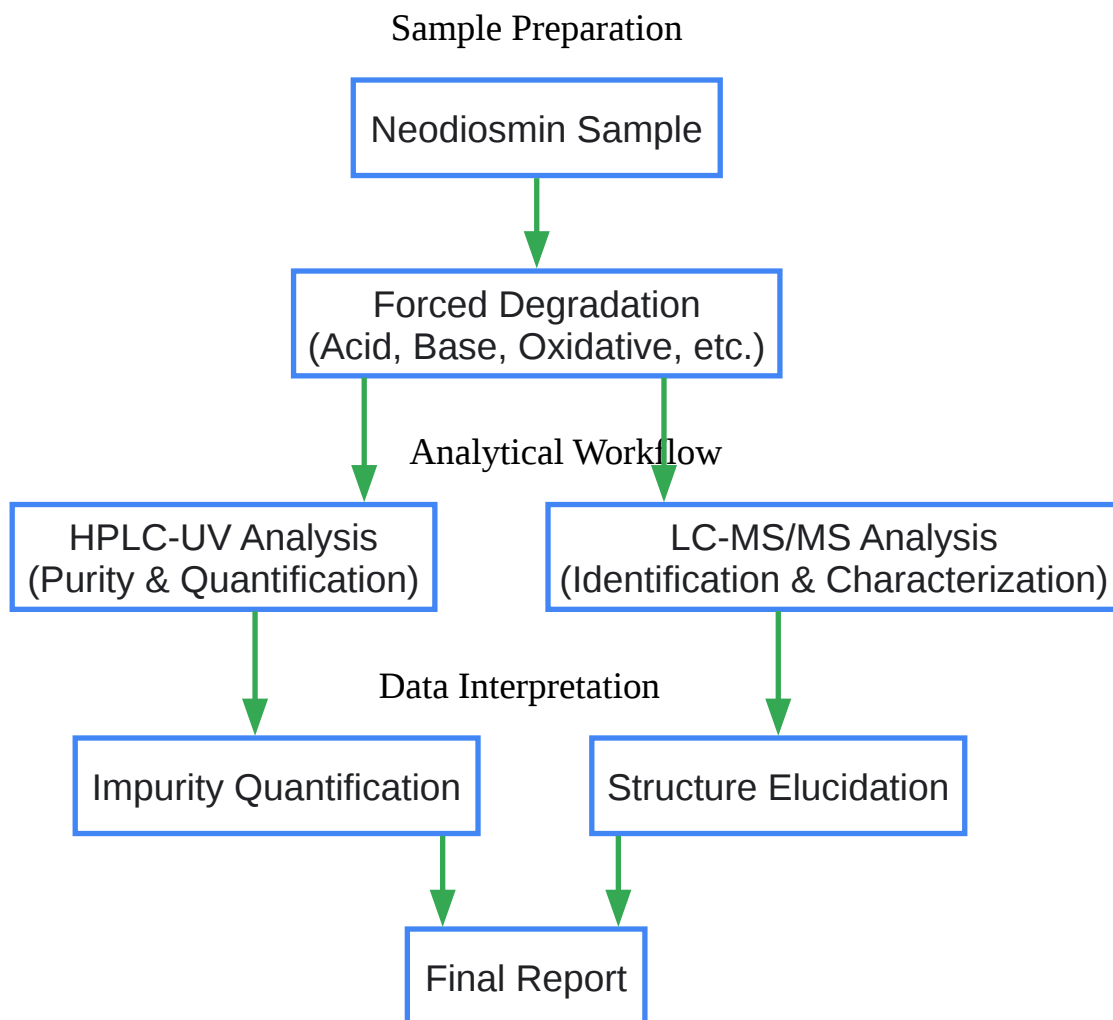 Sample Preparation
Neodiosmin Sample
Forced Degradation
(Acid, Base, Oxidative, etc.)
Analytical Workflow
HPLC-UV Analysis
(Purity & Quantification)
LC-MS/MS Analysis
(Identification & Characterization)
Data Interpretation
Impurity Quantification
Structure Elucidation
Final Report